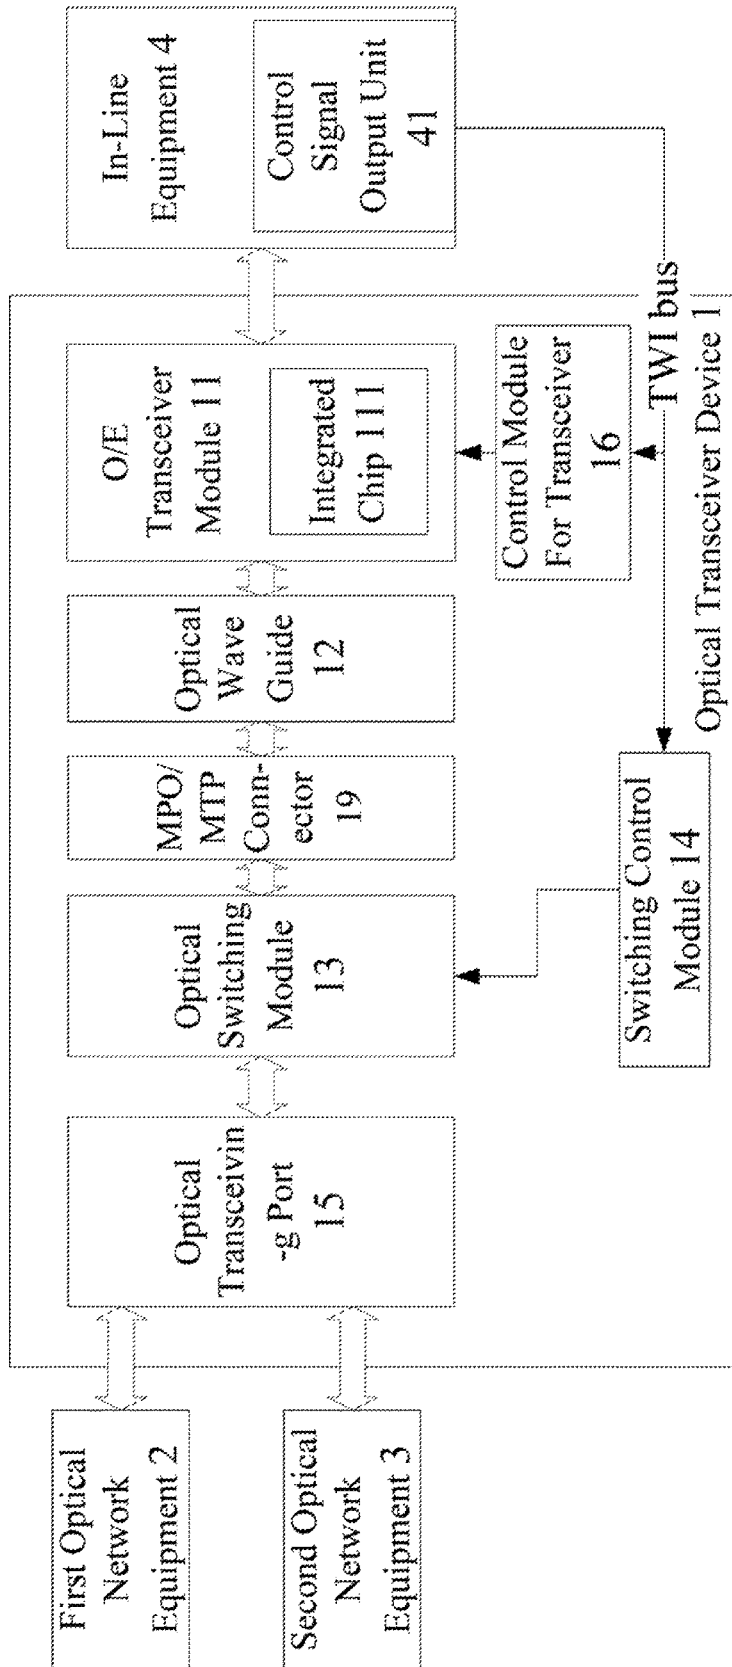 First Optical
Network
Equipment 2
Second Optical
Network
Equipment 3
Optical
Transceivin
-g Port
15
Optical
Switching
Module
13
MPO/
MTP
Conn-
ector
19
Optical
Wave
Guide
12
O/E
Transceiver
Module 11
Integrated
Chip 111
In-Line
Equipment 4
Control
Signal
Output Unit
41
Control Module
For Transceiver
16
TWI bus
Switching Control
Module 14
Optical Transceiver Device 1